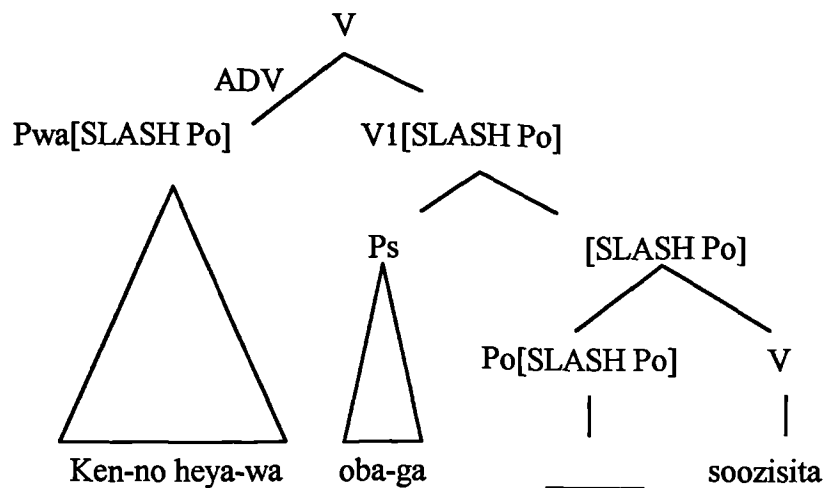 V
ADV
Pwa[SLASH Po] V1[SLASH Po]
Ps [SLASH Po]
Po[SLASH Po] V
Ken-no heya-wa oba-ga soozisita